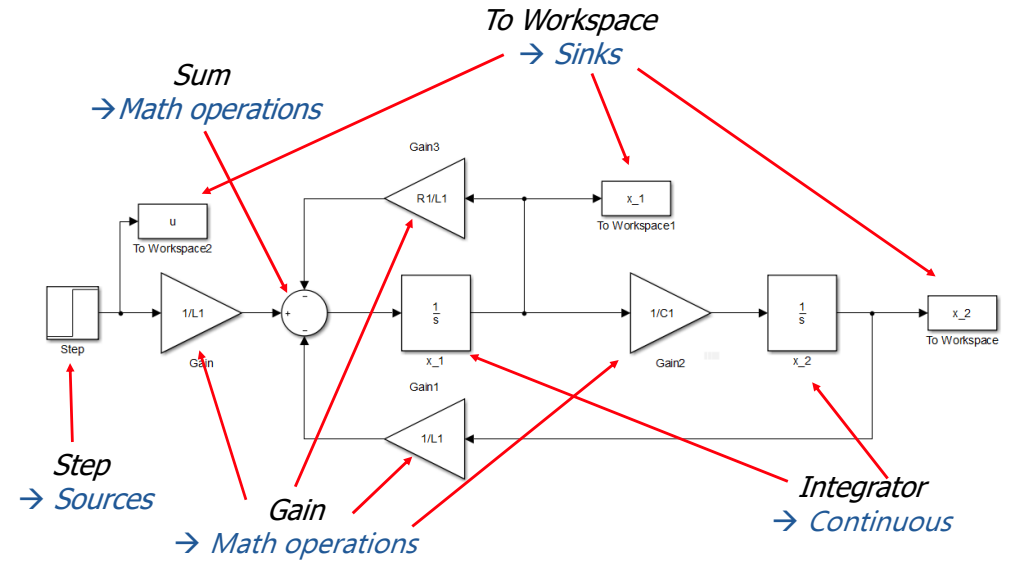 To Workspace
→ Sinks
Sum
→ Math operations
Gain3
R1/L1
x_1
To Workspace1
u
To Workspace2
1/L1
Gain
Step
+
−
−
1
s
x_1
1/C1
Gain2
1
s
x_2
x_2
To Workspace
Gain1
1/L1
Step
→ Sources
Gain
→ Math operations
Integrator
→ Continuous